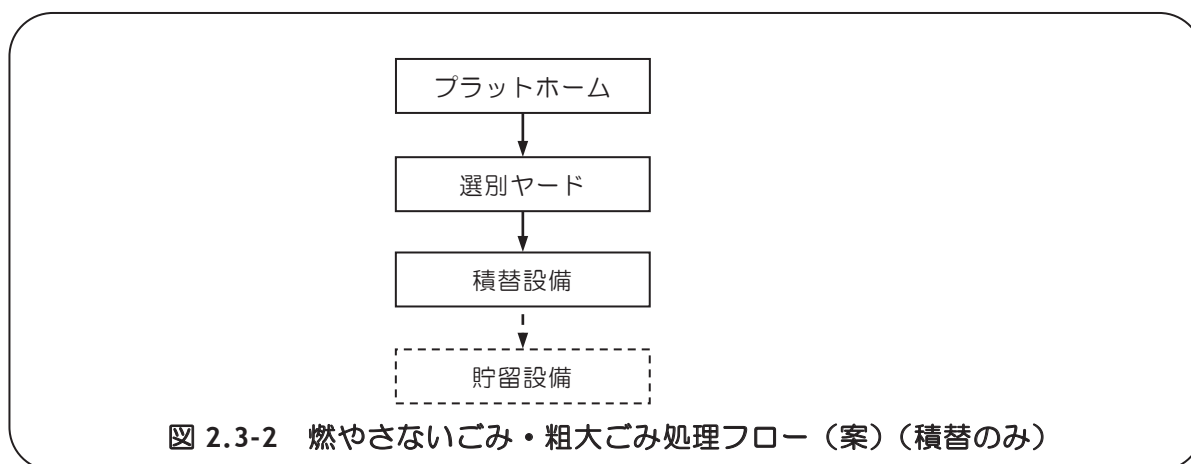 プラットホーム
選別ヤード
積替設備
貯留設備
図 2.3-2 燃やさないごみ・粗大ごみ処理フロー（案）（積替のみ）